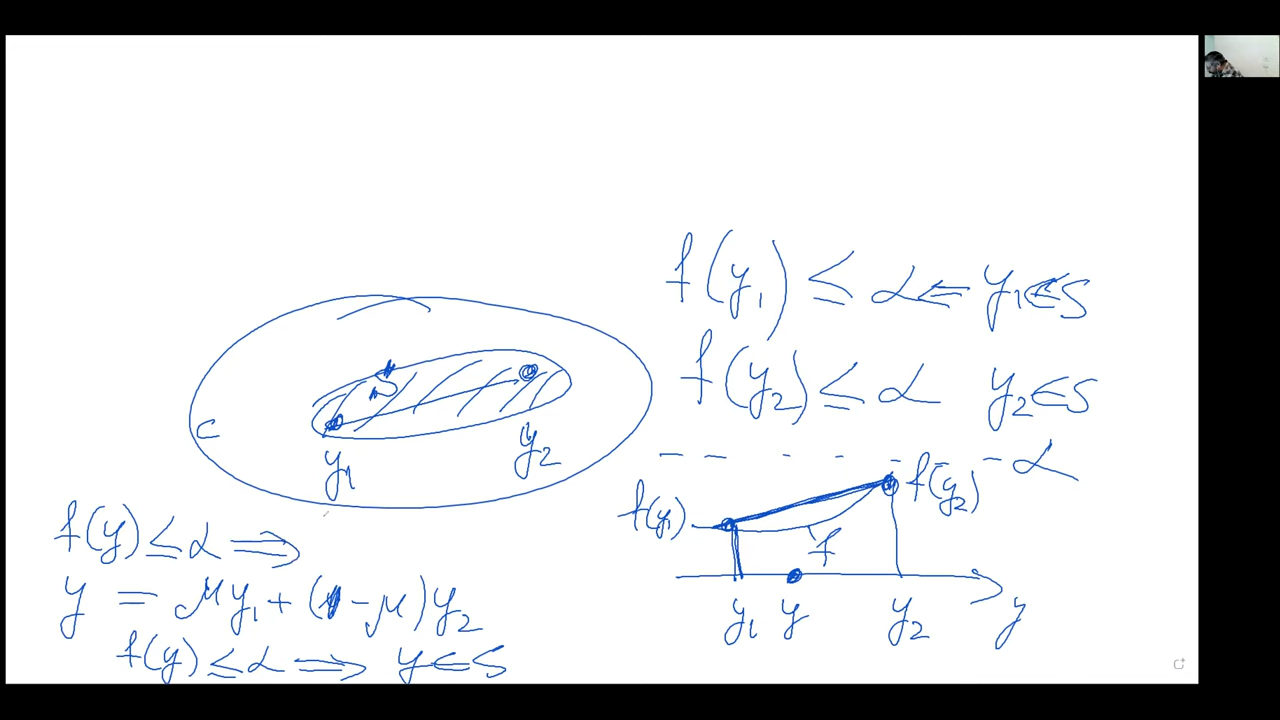 f(y₁) ≤ α ⇐ y₁∈S
f(y₂) ≤ α y₂∈S
α
C
S
y₁
y₂
f(y₁)
f(y₂)
f
y₁ y y₂ y
f(y) ≤ α ⇒
y = μy₁ + (1-μ)y₂
f(y) ≤ α ⇒ y∈S